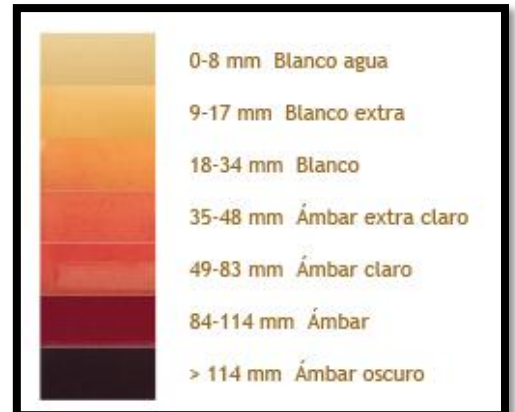 0-8 mm Blanco agua
9-17 mm Blanco extra
18-34 mm Blanco
35-48 mm Ámbar extra claro
49-83 mm Ámbar claro
84-114 mm Ámbar
> 114 mm Ámbar oscuro